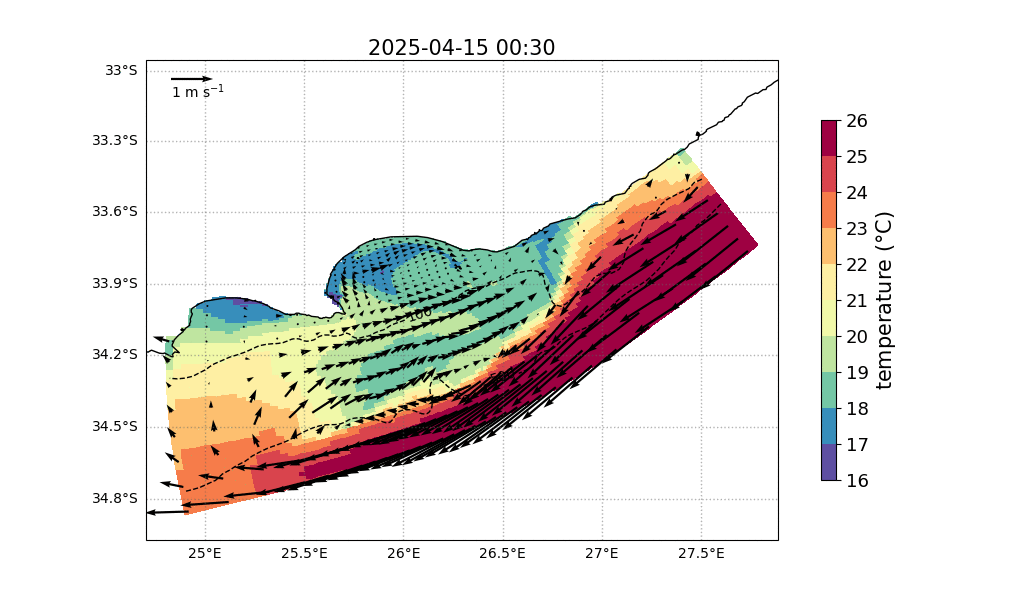 2025-04-15 00:30
33°S
33.3°S
33.6°S
33.9°S
34.2°S
34.5°S
34.8°S
1 m s⁻¹
100
25°E
25.5°E
26°E
26.5°E
27°E
27.5°E
26
25
24
23
22
21
20
19
18
17
16
temperature (°C)